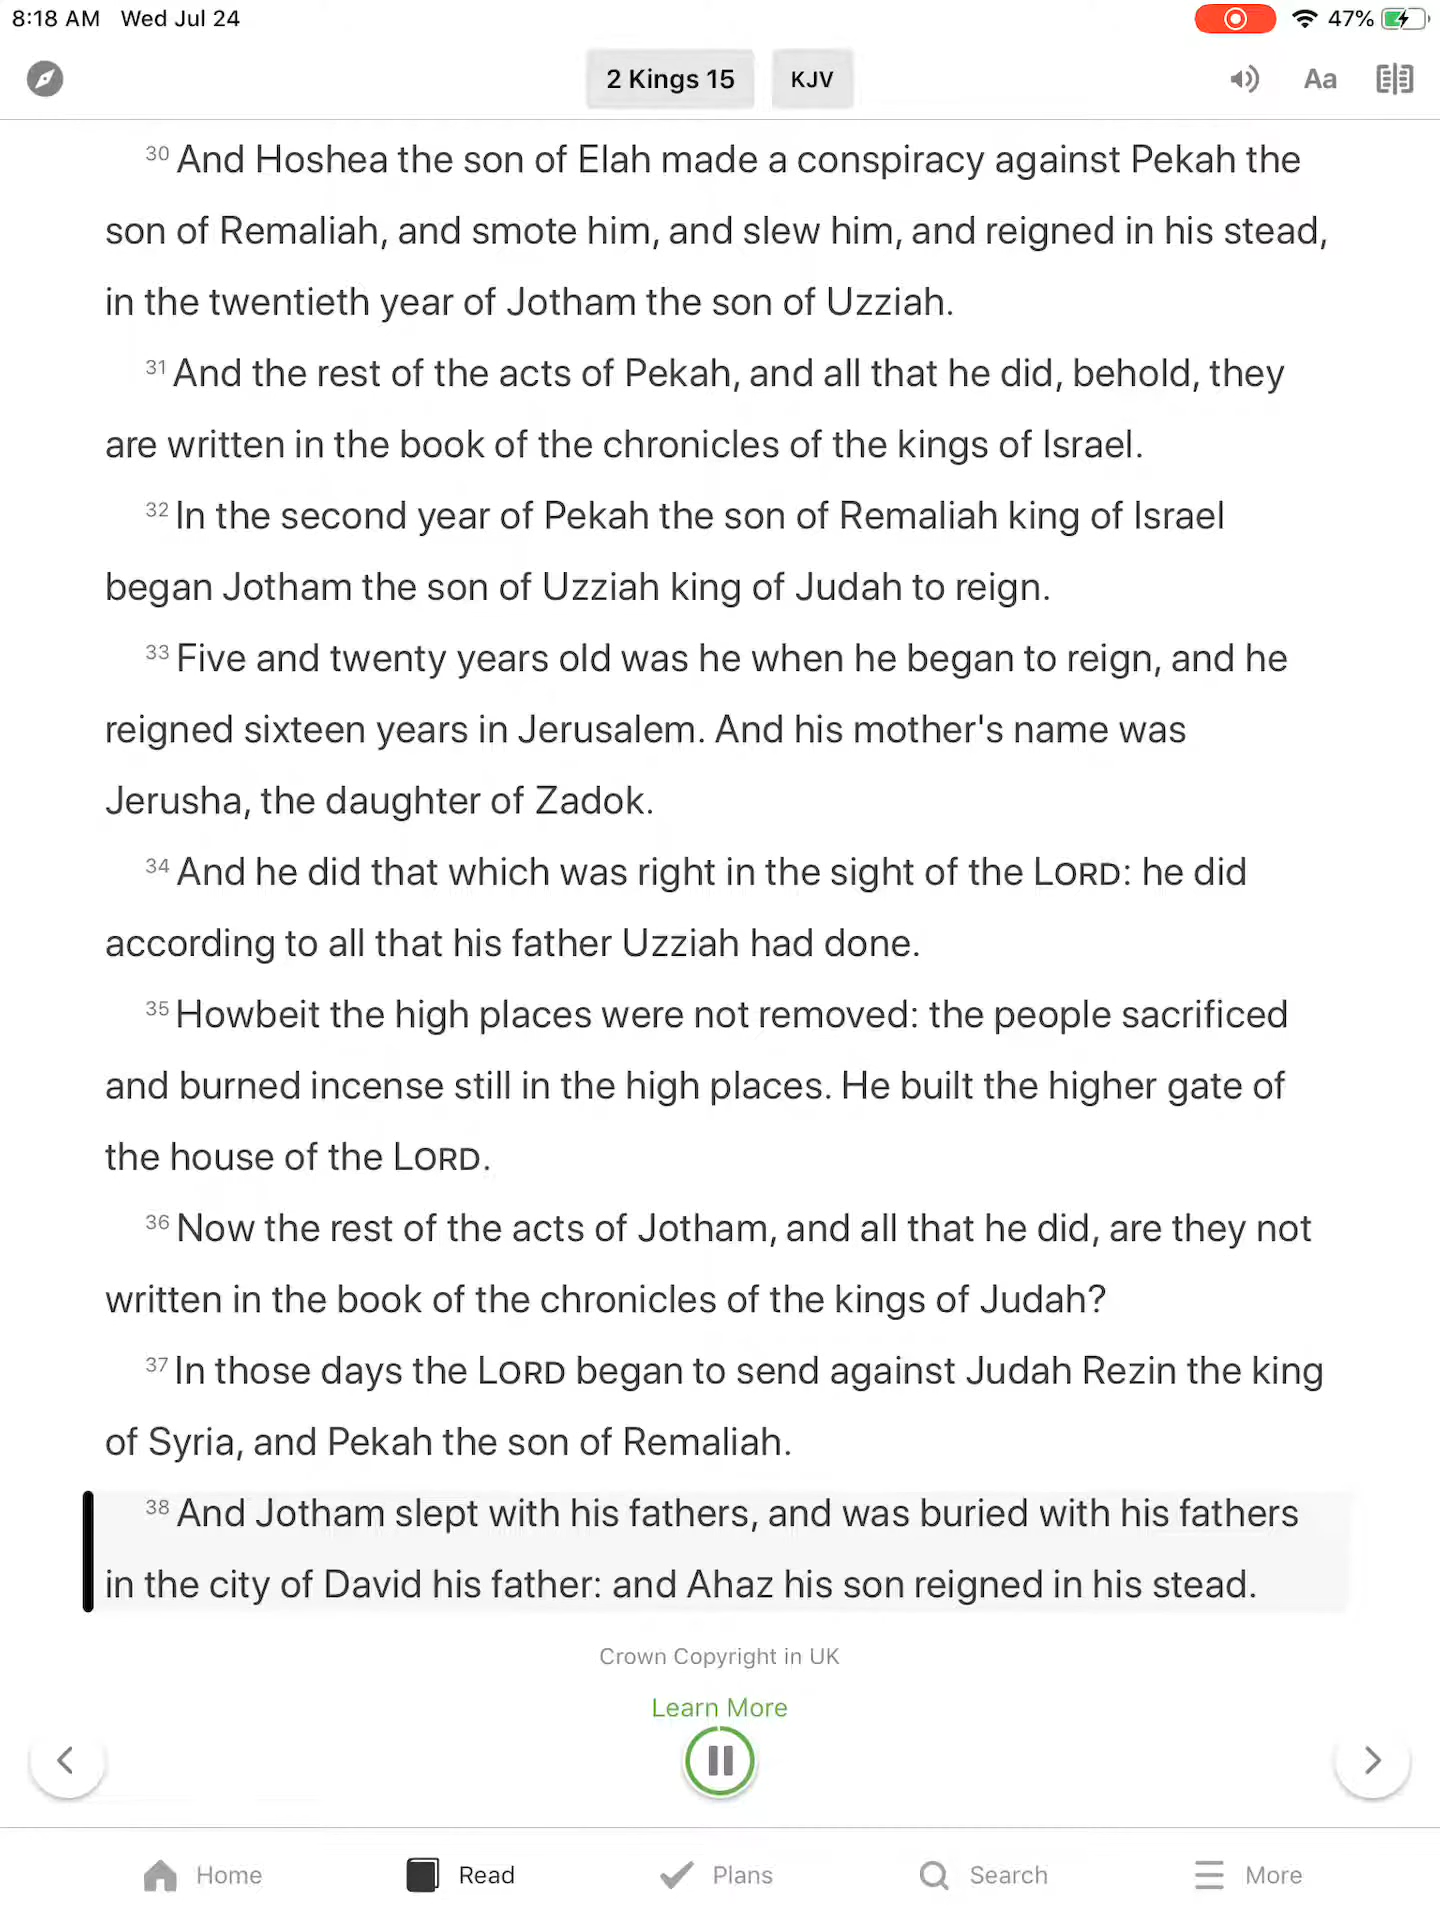 8:18 AM Wed Jul 24 47%
2 Kings 15 KJV Aa
30 And Hoshea the son of Elah made a conspiracy against Pekah the
son of Remaliah, and smote him, and slew him, and reigned in his stead,
in the twentieth year of Jotham the son of Uzziah.
31 And the rest of the acts of Pekah, and all that he did, behold, they
are written in the book of the chronicles of the kings of Israel.
32 In the second year of Pekah the son of Remaliah king of Israel
began Jotham the son of Uzziah king of Judah to reign.
33 Five and twenty years old was he when he began to reign, and he
reigned sixteen years in Jerusalem. And his mother's name was
Jerusha, the daughter of Zadok.
34 And he did that which was right in the sight of the LORD: he did
according to all that his father Uzziah had done.
35 Howbeit the high places were not removed: the people sacrificed
and burned incense still in the high places. He built the higher gate of
the house of the LORD.
36 Now the rest of the acts of Jotham, and all that he did, are they not
written in the book of the chronicles of the kings of Judah?
37 In those days the LORD began to send against Judah Rezin the king
of Syria, and Pekah the son of Remaliah.
38 And Jotham slept with his fathers, and was buried with his fathers
in the city of David his father: and Ahaz his son reigned in his stead.
Crown Copyright in UK
Learn More
Home Read Plans Search More